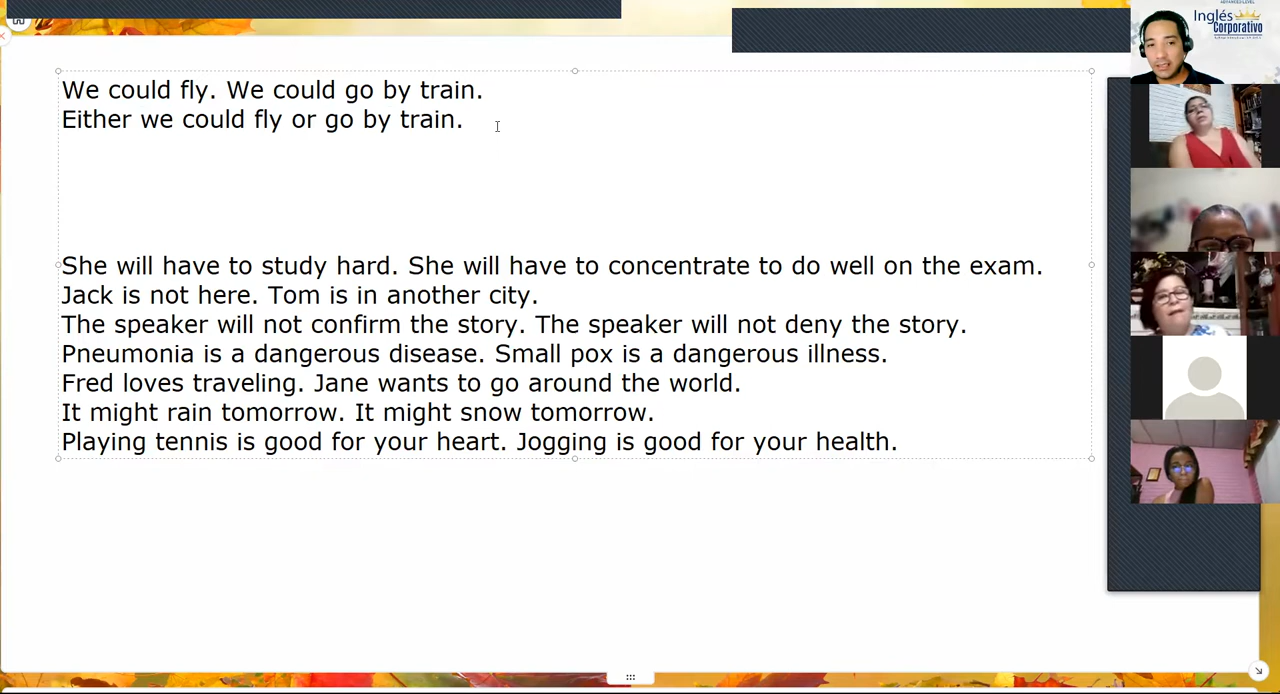 We could fly. We could go by train.
Either we could fly or go by train.
She will have to study hard. She will have to concentrate to do well on the exam.
Jack is not here. Tom is in another city.
The speaker will not confirm the story. The speaker will not deny the story.
Pneumonia is a dangerous disease. Small pox is a dangerous illness.
Fred loves traveling. Jane wants to go around the world.
It might rain tomorrow. It might snow tomorrow.
Playing tennis is good for your heart. Jogging is good for your health.
ADVANCED LEVEL
Inglés
Corporativo